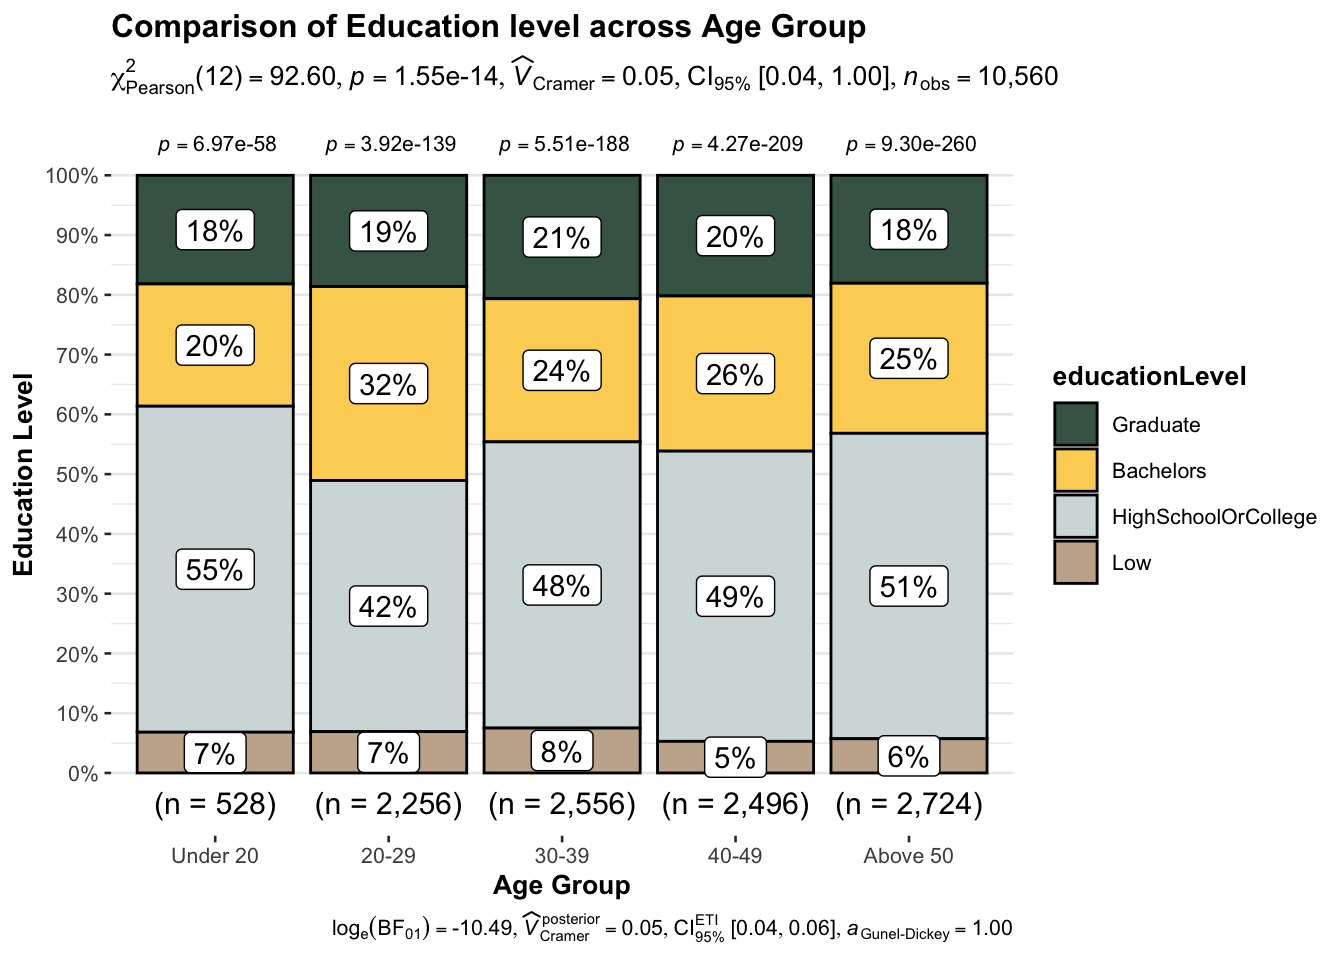 Comparison of Education level across Age Group
χ²Pearson(12) = 92.60, p = 1.55e-14, V̂Cramer = 0.05, CI95% [0.04, 1.00], nobs = 10,560
p = 6.97e-58 p = 3.92e-139 p = 5.51e-188 p = 4.27e-209 p = 9.30e-260
100%
90%
80%
70%
60%
50%
40%
30%
20%
10%
0%
Education Level
18% 19% 21% 20% 18%
20% 32% 24% 26% 25%
55% 42% 48% 49% 51%
7% 7% 8% 5% 6%
(n = 528) (n = 2,256) (n = 2,556) (n = 2,496) (n = 2,724)
Under 20 20-29 30-39 40-49 Above 50
Age Group
educationLevel
Graduate
Bachelors
HighSchoolOrCollege
Low
loge(BF01) = -10.49, V̂posteriorCramer = 0.05, CIETI95% [0.04, 0.06], aGunel-Dickey = 1.00